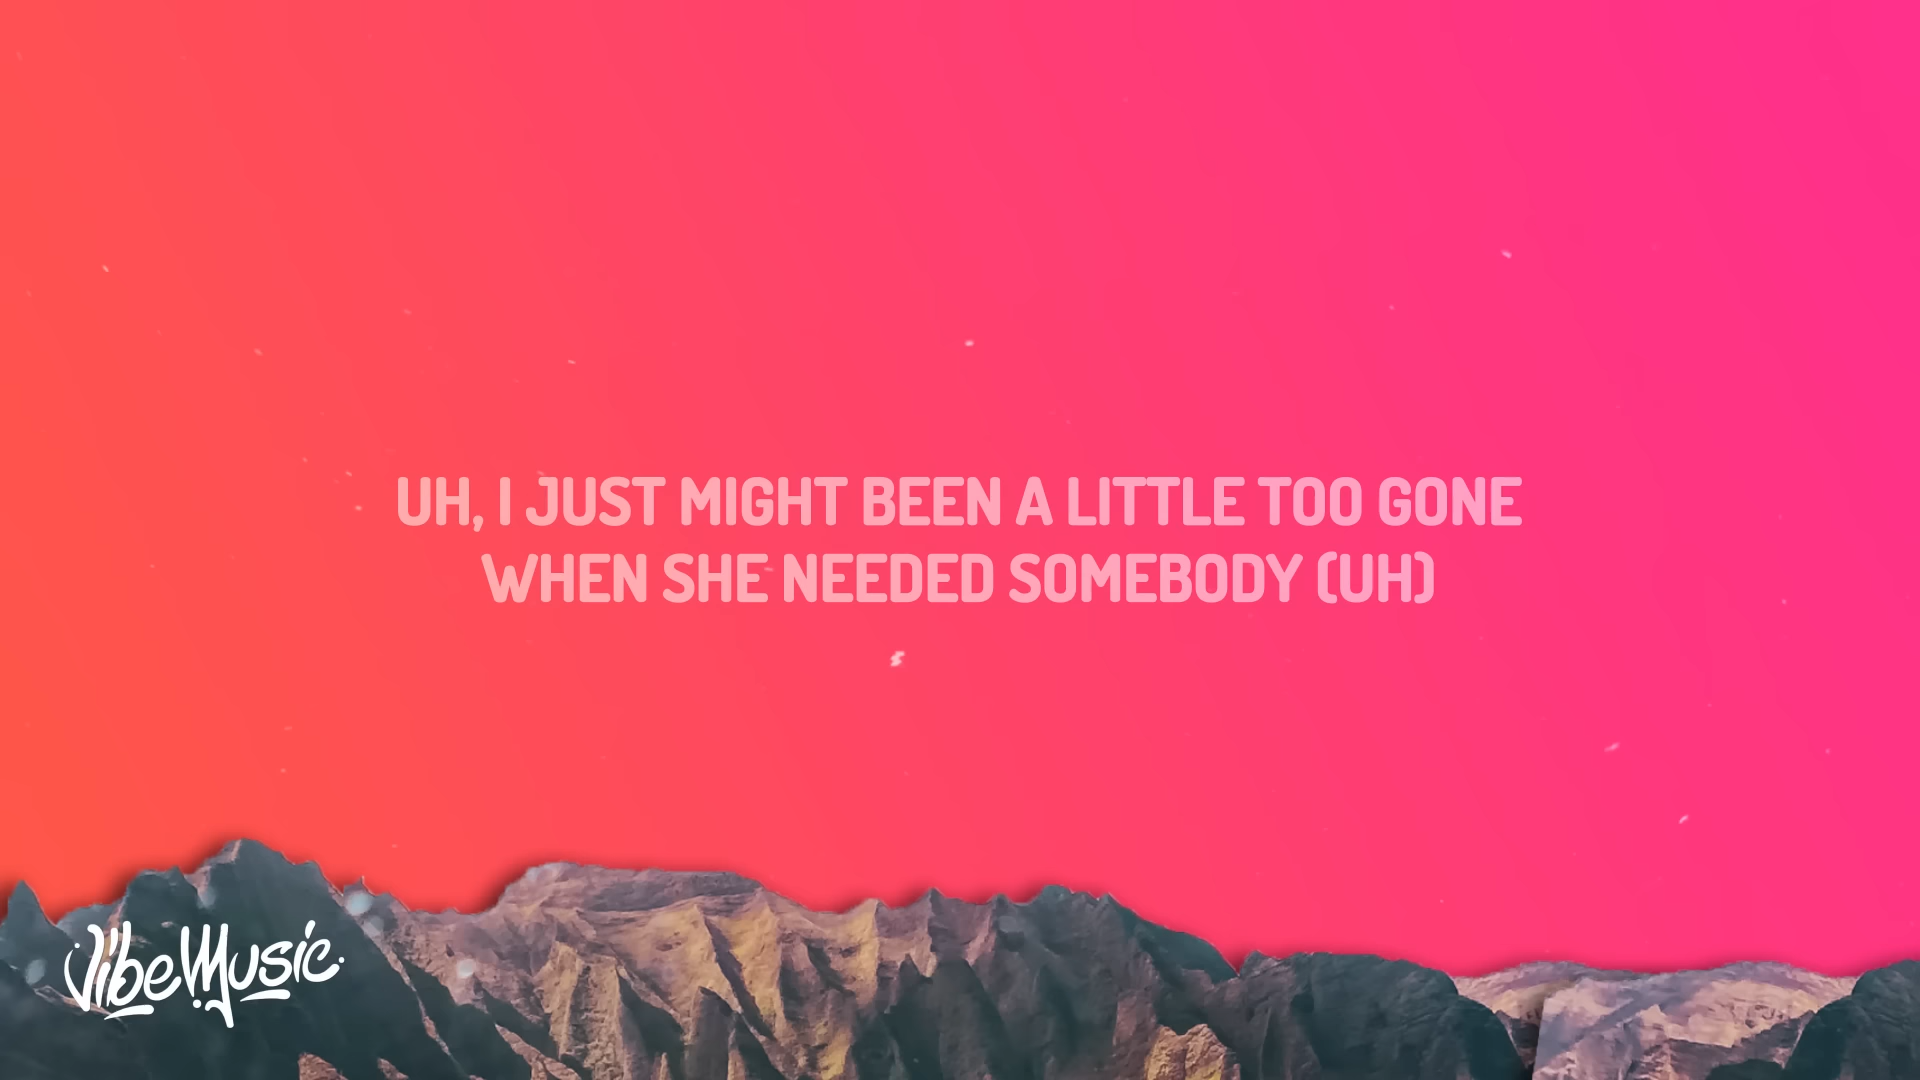 UH, I JUST MIGHT BEEN A LITTLE TOO GONE
WHEN SHE NEEDED SOMEBODY (UH)
VibeMusic.